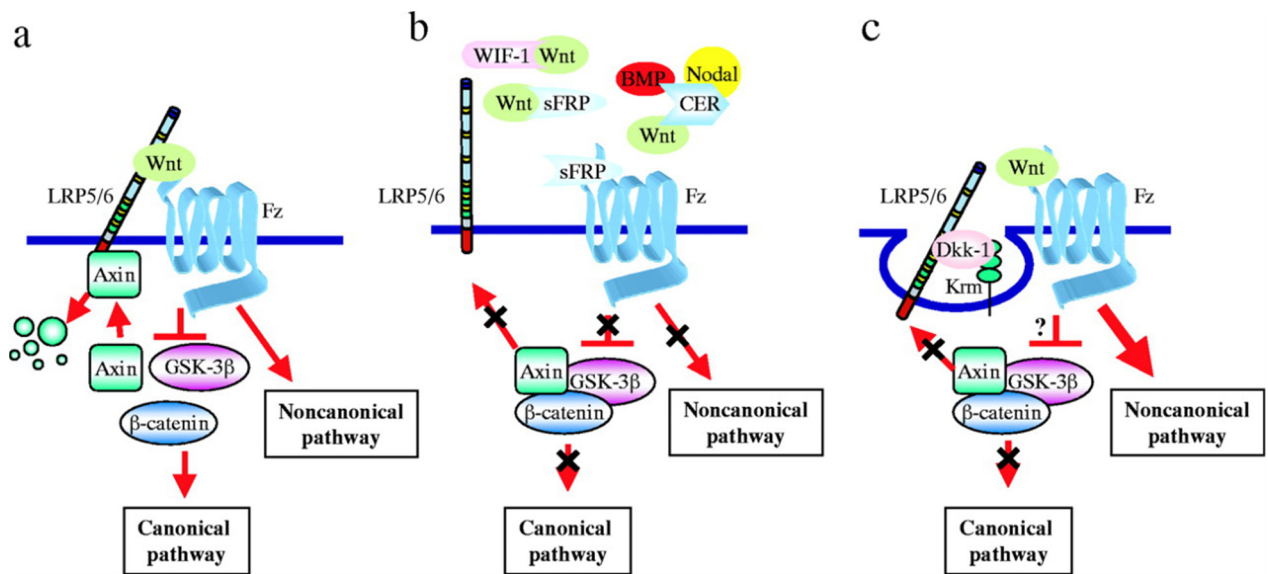 a
Wnt
LRP5/6
Fz
Axin
Axin
GSK-3β
β-catenin
Noncanonical
pathway
Canonical
pathway
b
WIF-1 Wnt
BMP Nodal
Wnt sFRP
CER
Wnt
sFRP
LRP5/6
Fz
Axin
GSK-3β
β-catenin
Noncanonical
pathway
Canonical
pathway
c
Wnt
LRP5/6
Fz
Dkk-1
Krm
?
Axin
GSK-3β
β-catenin
Noncanonical
pathway
Canonical
pathway